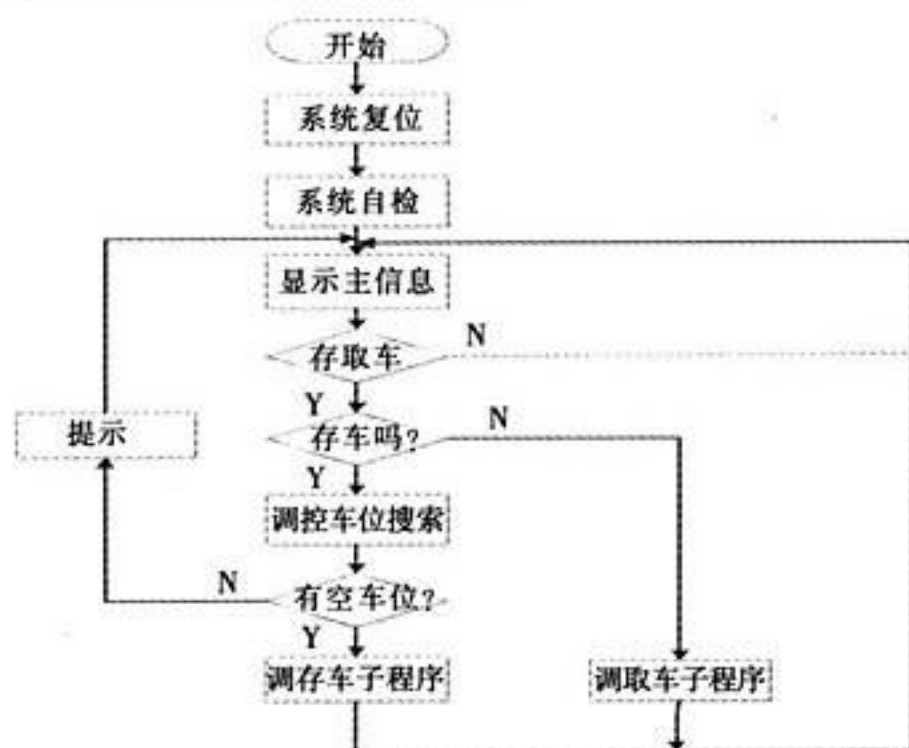 开始
系统复位
系统自检
显示主信息
存取车
N
Y
存车吗?
N
提示
Y
调控车位搜索
有空车位?
N
Y
调存车子程序
调取车子程序